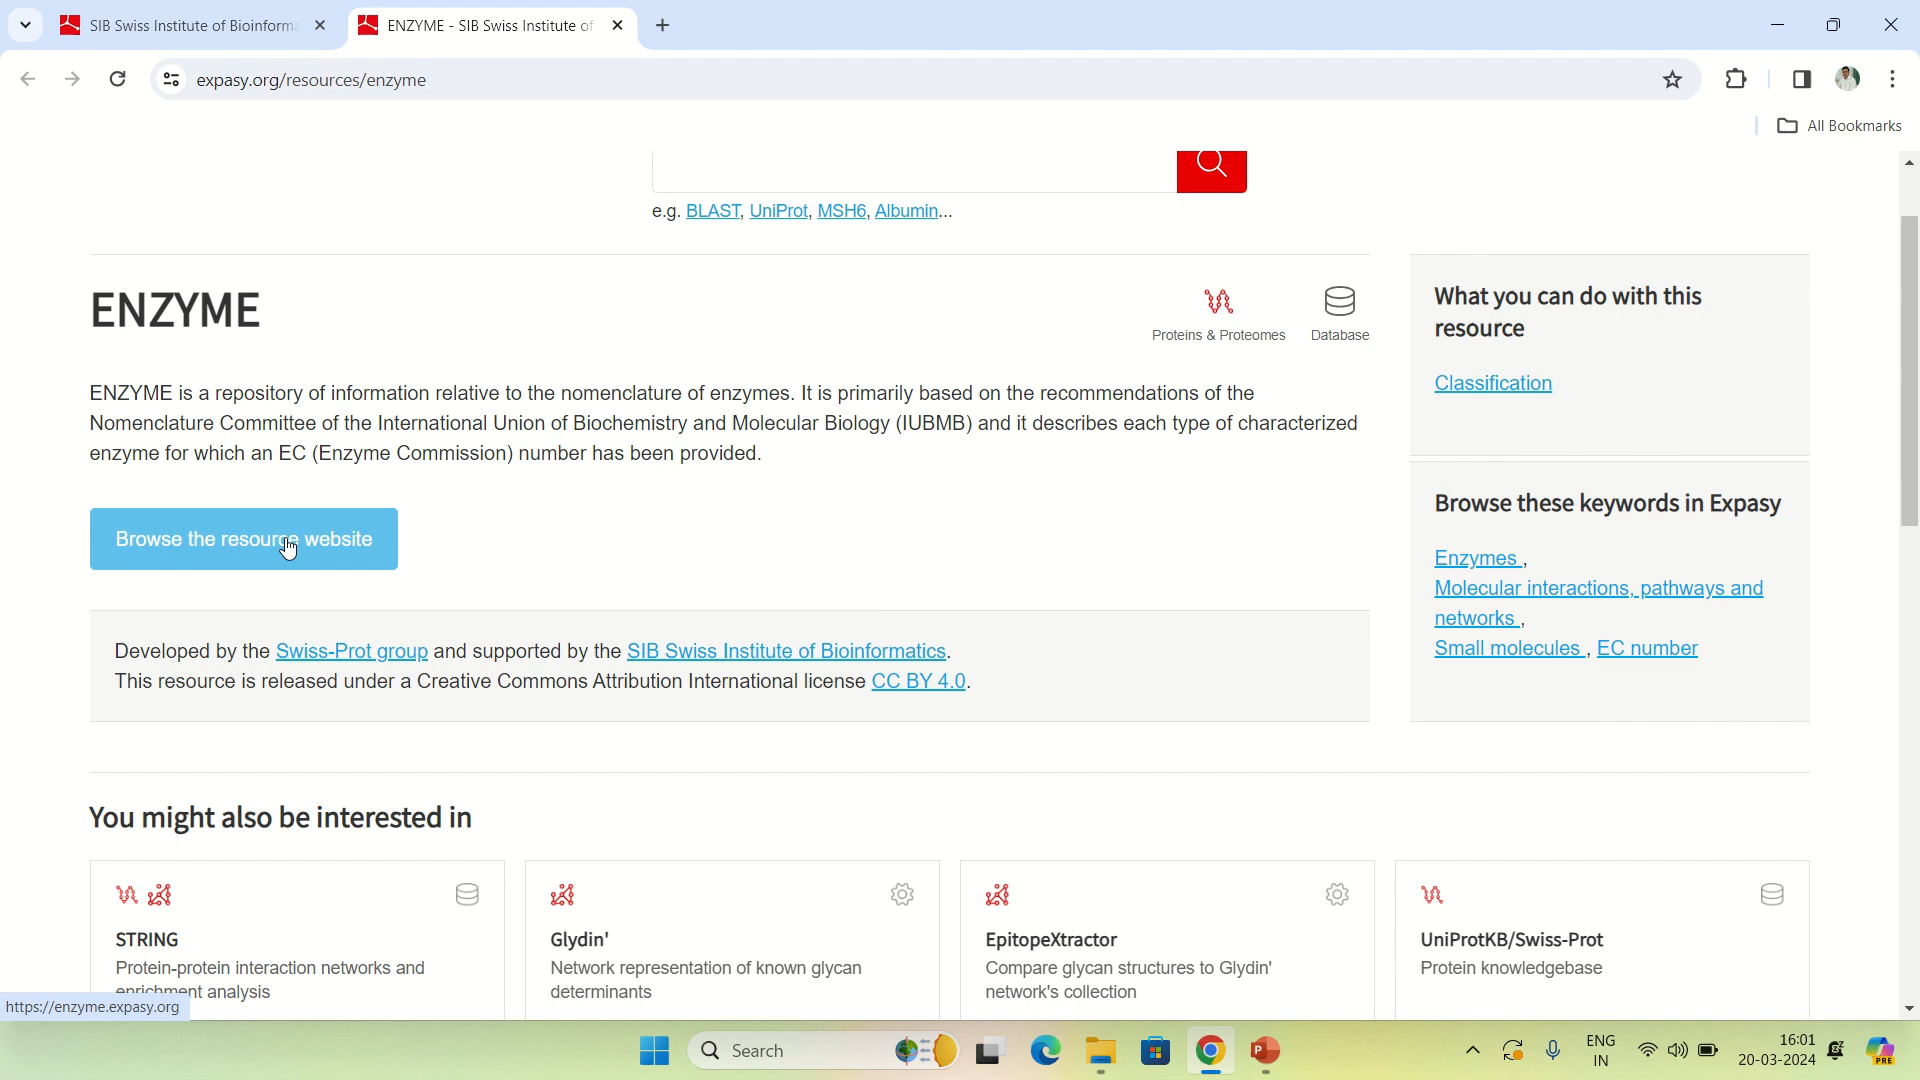 SIB Swiss Institute of Bioinforma
ENZYME - SIB Swiss Institute of
expasy.org/resources/enzyme
All Bookmarks
e.g. BLAST, UniProt, MSH6, Albumin...
ENZYME
Proteins & Proteomes
Database
ENZYME is a repository of information relative to the nomenclature of enzymes. It is primarily based on the recommendations of the
Nomenclature Committee of the International Union of Biochemistry and Molecular Biology (IUBMB) and it describes each type of characterized
enzyme for which an EC (Enzyme Commission) number has been provided.
Browse the resource website
Developed by the Swiss-Prot group and supported by the SIB Swiss Institute of Bioinformatics.
This resource is released under a Creative Commons Attribution International license CC BY 4.0.
What you can do with this
resource
Classification
Browse these keywords in Expasy
Enzymes ,
Molecular interactions, pathways and
networks ,
Small molecules , EC number
You might also be interested in
STRING
Protein-protein interaction networks and
enrichment analysis
Glydin'
Network representation of known glycan
determinants
EpitopeXtractor
Compare glycan structures to Glydin'
network's collection
UniProtKB/Swiss-Prot
Protein knowledgebase
https://enzyme.expasy.org
Search
P
ENG
IN
16:01
20-03-2024
PRE